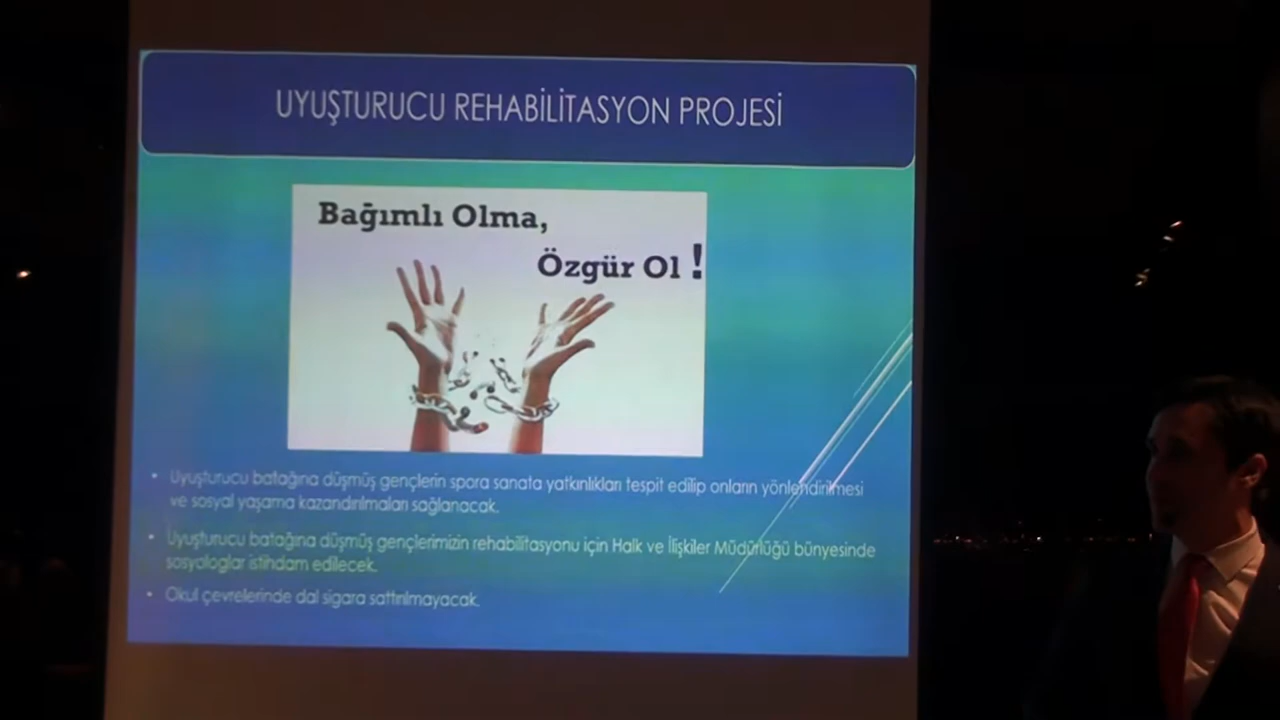 UYUŞTURUCU REHABİLİTASYON PROJESİ
Bağımlı Olma,
Özgür Ol !
• Uyuşturucu batağına düşmüş gençlerin spora sanata yatkınlıkları tespit edilip onların yönlendirilmesi
ve sosyal yaşama kazandırılmaları sağlanacak.
• Uyuşturucu batağına düşmüş gençlerimizin rehabilitasyonu için Halk ve İlişkiler Müdürlüğü bünyesinde
sosyologlar istihdam edilecek.
• Okul çevrelerinde dal sigara sattırılmayacak.